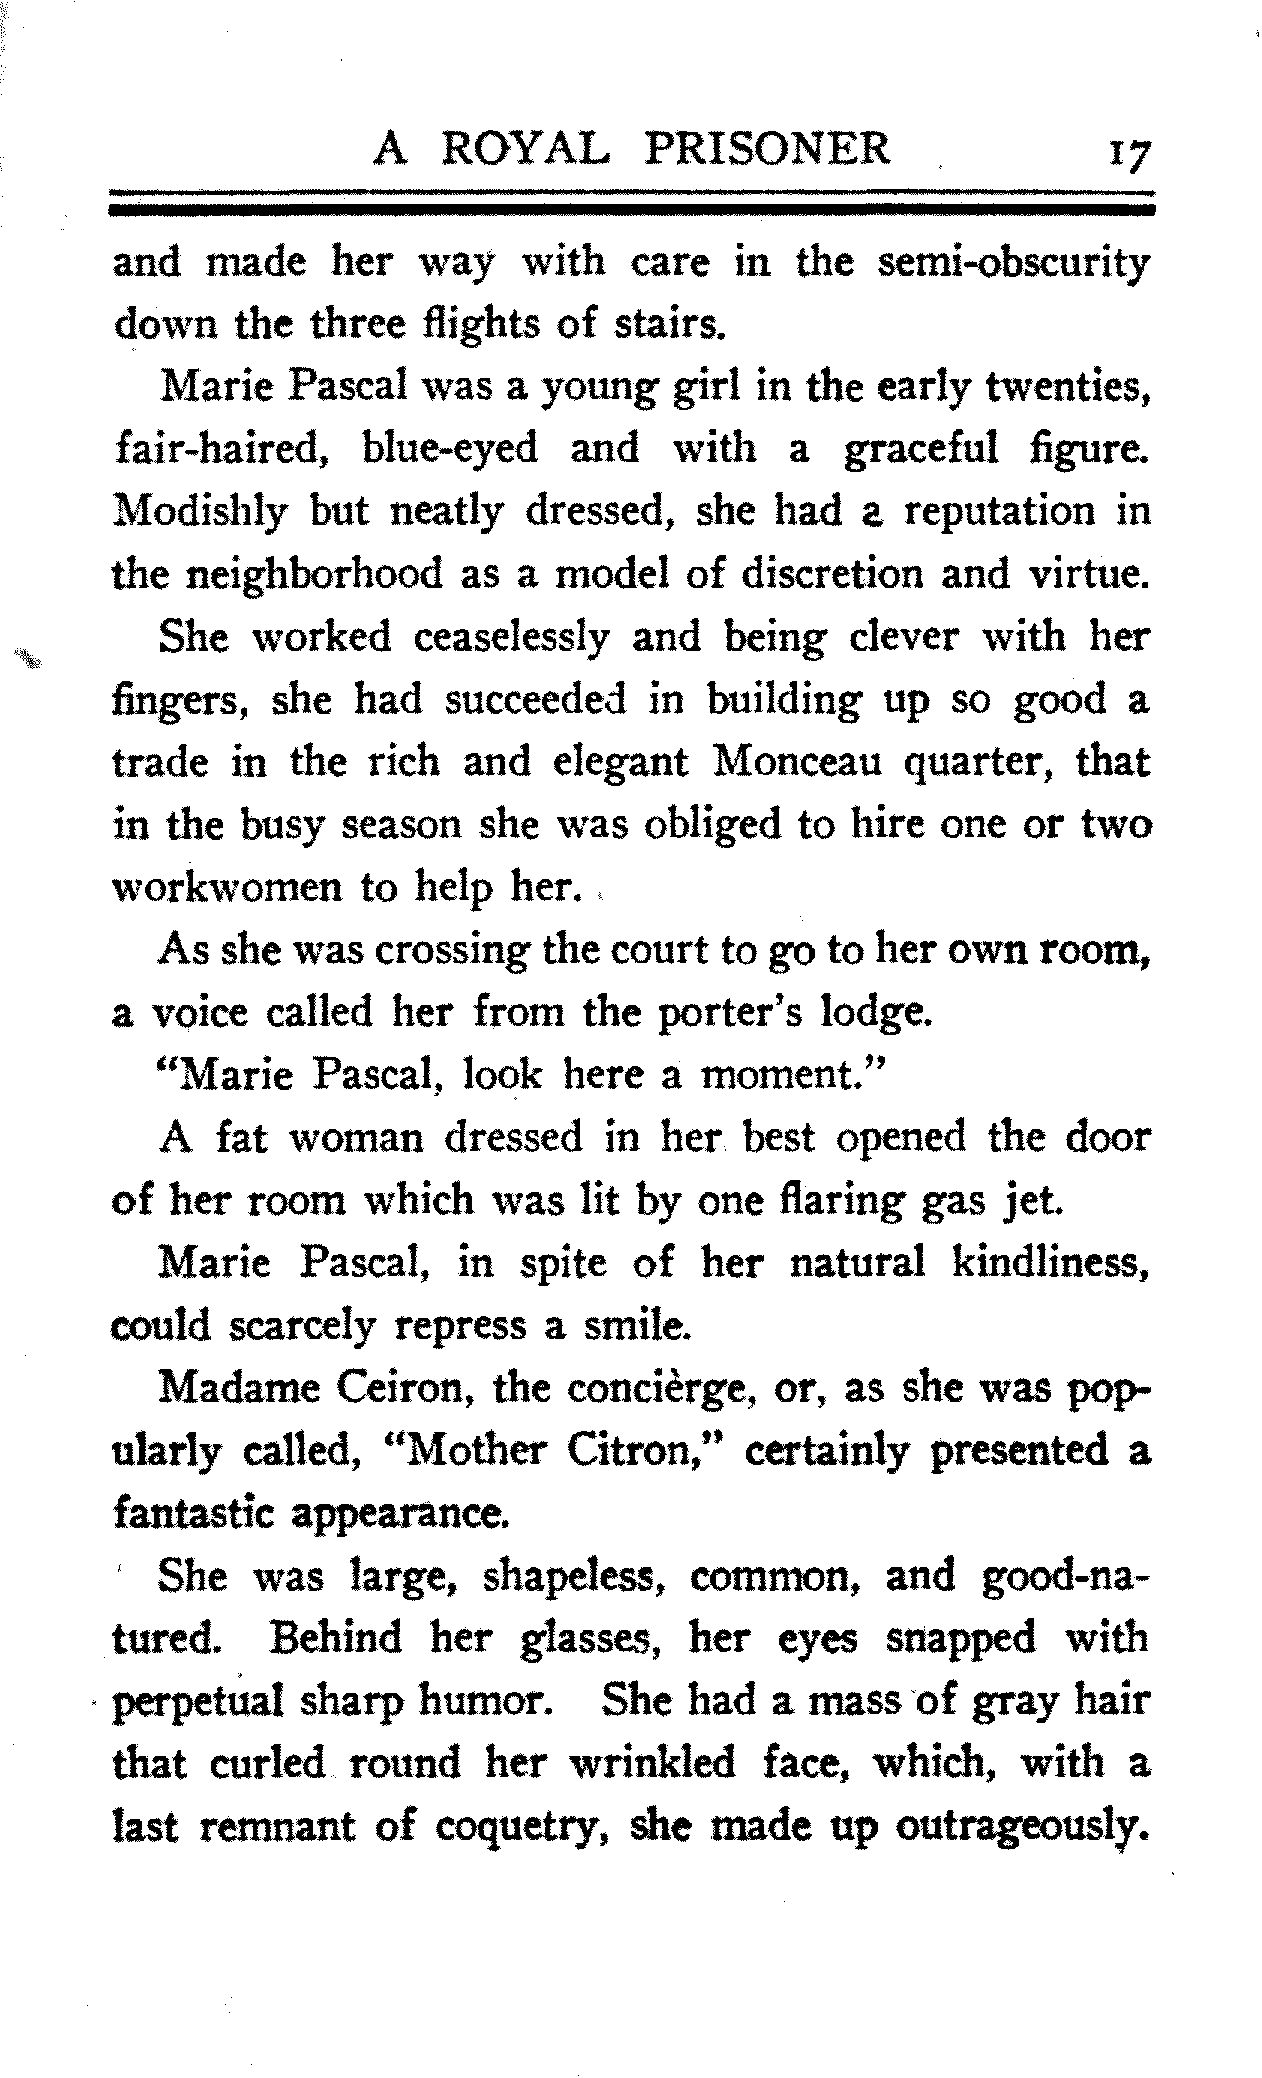 A ROYAL PRISONER 17
and made her way with care in the semi-obscurity
down the three flights of stairs.
Marie Pascal was a young girl in the early twenties,
fair-haired, blue-eyed and with a graceful figure.
Modishly but neatly dressed, she had a reputation in
the neighborhood as a model of discretion and virtue.
She worked ceaselessly and being clever with her
fingers, she had succeeded in building up so good a
trade in the rich and elegant Monceau quarter, that
in the busy season she was obliged to hire one or two
workwomen to help her.
As she was crossing the court to go to her own room,
a voice called her from the porter's lodge.
“Marie Pascal, look here a moment.”
A fat woman dressed in her best opened the door
of her room which was lit by one flaring gas jet.
Marie Pascal, in spite of her natural kindliness,
could scarcely repress a smile.
Madame Ceiron, the concièrge, or, as she was pop-
ularly called, “Mother Citron,” certainly presented a
fantastic appearance.
She was large, shapeless, common, and good-na-
tured. Behind her glasses, her eyes snapped with
perpetual sharp humor. She had a mass of gray hair
that curled round her wrinkled face, which, with a
last remnant of coquetry, she made up outrageously.